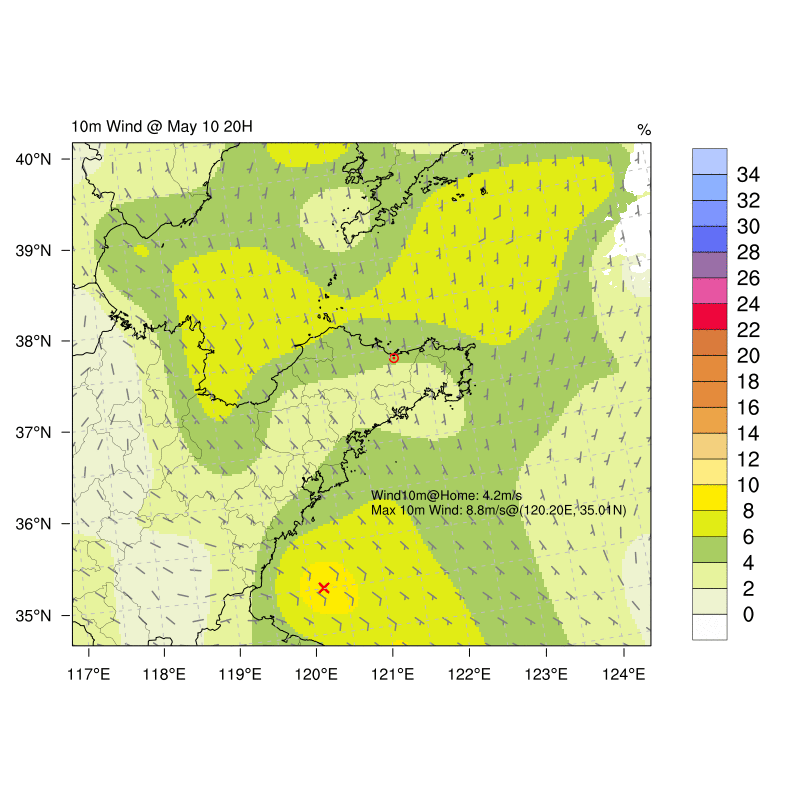 10m Wind @ May 10 20H
%
40°N
39°N
38°N
37°N
36°N
35°N
Wind10m@Home: 4.2m/s
Max 10m Wind: 8.8m/s@(120.20E, 35.01N)
117°E 118°E 119°E 120°E 121°E 122°E 123°E 124°E
34
32
30
28
26
24
22
20
18
16
14
12
10
8
6
4
2
0